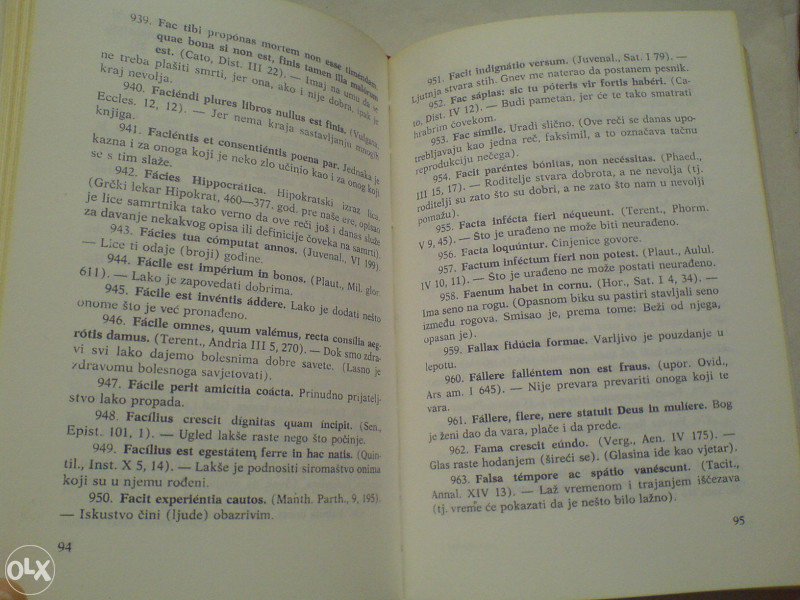 939. Fac tibi propónas mortem non esse timéndam,
quae bona si non est, finis tamen illa malórum
est. (Cato, Dist. III 22). — Imaj na umu da se
ne treba plašiti smrti, jer ona, ako i nije dobra, ipak je
kraj nevolja.
940. Faciéndi plures libros nullus est finis. (Vulgata,
Eccles. 12, 12). — Jer nema kraja sastavljanju mnogih
knjiga.
941. Faciéntis et consentiéntis poena par. Jednaka je
kazna i za onoga koji je neko zlo učinio kao i za onog koji
se s tim slaže.
942. Fácies Hippocrática. Hipokratski izraz lica.
(Grčki lekar Hipokrat, 460—377. god. pre naše ere, opisao
je lice samrtnika tako verno da ove reči još i danas služe
za davanje nekakvog opisa ili definicije čoveka na samrti).
943. Fácies tua cómputat annos. (Juvenal., VI 199).
— Lice ti odaje (broji) godine.
944. Fácile est impérium in bonos. (Plaut., Mil. glor.
611). — Lako je zapovedati dobrima.
945. Fácile est invéntis áddere. Lako je dodati nešto
onome što je već pronađeno.
946. Fácile omnes, quum valémus, recta consília aeg-
rótis damus. (Terent., Andria III 5, 270). — Dok smo zdra-
vi svi lako dajemo bolesnima dobre savete. (Lasno je
zdravomu bolesnoga savjetovati).
947. Fácile perit amicítia coácta. Prinudno prijatelj-
stvo lako propada.
948. Facílius crescit dígnitas quam íncipit. (Sen.,
Epist. 101, 1). — Ugled lakše raste nego što počinje.
949. Facílius est egestátem ferre in hac natis. (Quin-
til., Inst. X 5, 14). — Lakše je podnositi siromaštvo onima
koji su u njemu rođeni.
950. Facit experiéntia cautos. (Manth. Parth., 9, 195).
— Iskustvo čini (ljude) obazrivim.
94
951. Facit indignátio versum. (Juvenal., Sat. I 79). —
Ljutnja stvara stih. Gnev me naterao da postanem pesnik.
952. Fac sápias: sic tu póteris vir fortis habéri. (Ca-
to, Dist. IV 12). — Budi pametan, jer će te tako smatrati
hrabrim čovekom.
953. Fac símile. Uradi slično. (Ove reči se danas upo-
trebljavaju kao jedna reč, faksimil, a to označava tačnu
reprodukciju nečega).
954. Facit paréntes bónitas, non necéssitas. (Phaed.,
III 15, 17). — Roditelje stvara dobrota, a ne nevolja (tj.
roditelji su zato što su dobri, a ne zato što nam u nevolji
pomažu).
955. Facta infécta fíeri néqueunt. (Terent., Phorm.
V 9, 45). — Što je urađeno ne može biti neurađeno.
956. Facta loquúntur. Činjenice govore.
957. Factum inféctum fíeri non potest. (Plaut., Aulul.
IV 10, 11). — Što je urađeno ne može postati neurađeno.
958. Faenum habet in cornu. (Hor., Sat. I 4, 34). —
Ima seno na rogu. (Opasnom biku su pastiri stavljali seno
između rogova. Smisao je, prema tome: Beži od njega,
opasan je).
959. Fallax fidúcia formae. Varljivo je pouzdanje u
lepotu.
960. Fállere falléntem non est fraus. (upor. Ovid.,
Ars am. I 645). — Nije prevara prevariti onoga koji te
vara.
961. Fállere, flere, nere statuit Deus in muliere. Bog
je ženi dao da vara, plače i da prede.
962. Fama crescit eúndo. (Verg., Aen. IV 175). —
Glas raste hodanjem (šireći se). (Glasina ide kao vjetar).
963. Falsa témpore ac spátio vanéscunt. (Tacit.,
Annal. XIV 13). — Laž vremenom i trajanjem iščezava
(tj. vreme će pokazati da je nešto bilo lažno).
95
OLX